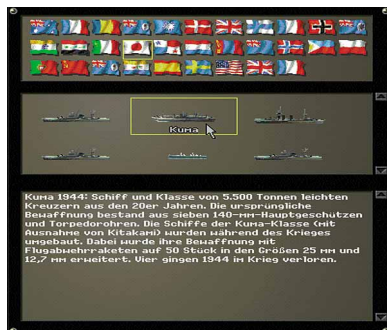 Kuma
Kuma 1944: Schiff und Klasse von 5.500 Tonnen leichten
Kreuzern aus den 20er Jahren. Die ursprüngliche
Bewaffnung bestand aus sieben 140-mm-Hauptgeschützen
und Torpedorohren. Die Schiffe der Kuma-Klasse (mit
Ausnahme von Kitakami) wurden während des Krieges
umgebaut. Dabei wurde ihre Bewaffnung mit
Flugabwehrraketen auf 50 Stück in den Größen 25 mm und
12,7 mm erweitert. Vier gingen 1944 im Krieg verloren.